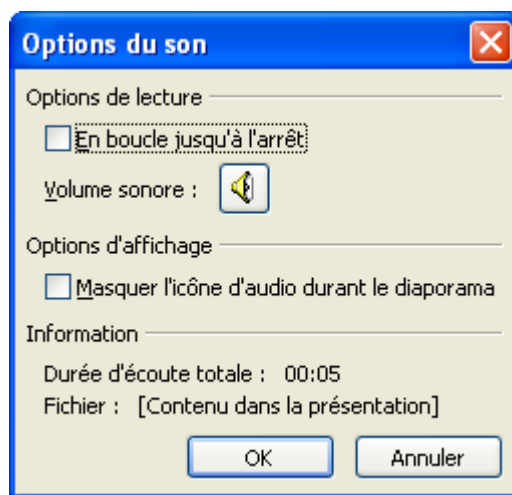 Options du son
Options de lecture
En boucle jusqu'à l'arrêt
Volume sonore :
Options d'affichage
Masquer l'icône d'audio durant le diaporama
Information
Durée d'écoute totale : 00:05
Fichier : [Contenu dans la présentation]
OK Annuler